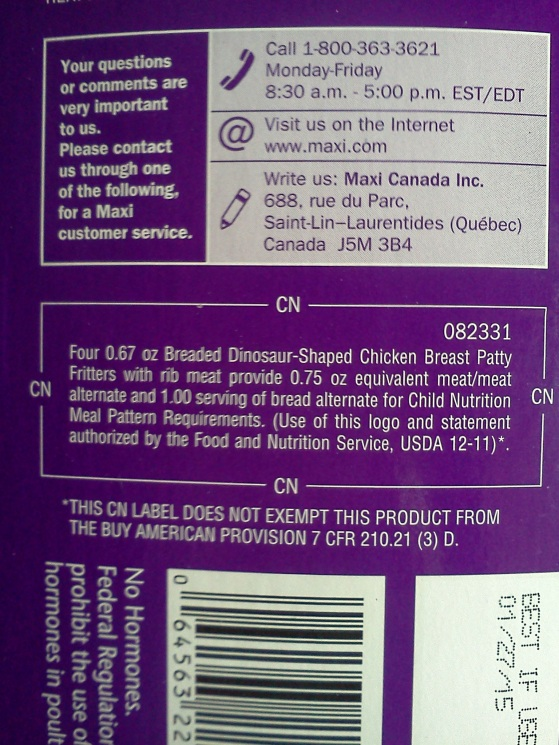 Your questions
or comments are
very important
to us.
Please contact
us through one
of the following,
for a Maxi
customer service.
Call 1-800-363-3621
Monday-Friday
8:30 a.m. - 5:00 p.m. EST/EDT
@
Visit us on the Internet
www.maxi.com
Write us: Maxi Canada Inc.
688, rue du Parc,
Saint-Lin–Laurentides (Québec)
Canada J5M 3B4
CN
082331
Four 0.67 oz Breaded Dinosaur-Shaped Chicken Breast Patty
Fritters with rib meat provide 0.75 oz equivalent meat/meat
alternate and 1.00 serving of bread alternate for Child Nutrition
Meal Pattern Requirements. (Use of this logo and statement
authorized by the Food and Nutrition Service, USDA 12-11)*.
CN
CN
CN
*THIS CN LABEL DOES NOT EXEMPT THIS PRODUCT FROM
THE BUY AMERICAN PROVISION 7 CFR 210.21 (3) D.
No Hormones.
Federal Regulation
prohibit the use of
hormones in poult
0 64563 22
BEST IF USE
01/27/15